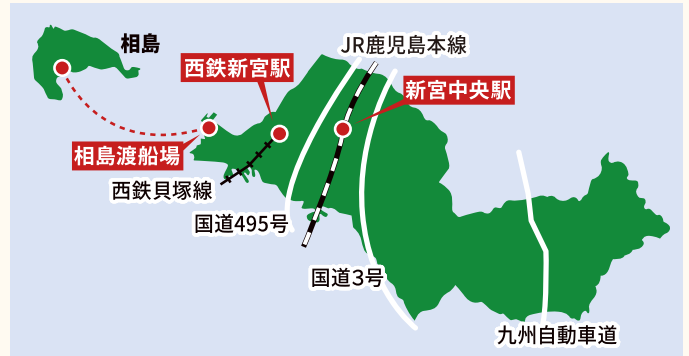 相島
JR鹿児島本線
西鉄新宮駅
新宮中央駅
相島渡船場
西鉄貝塚線
国道495号
国道3号
九州自動車道